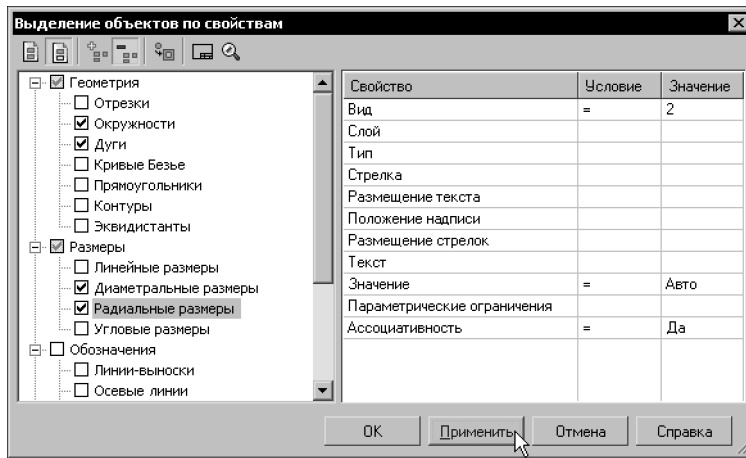 Выделение объектов по свойствам
Геометрия
Отрезки
Окружности
Дуги
Кривые Безье
Прямоугольники
Контуры
Эквидистанты
Размеры
Линейные размеры
Диаметральные размеры
Радиальные размеры
Угловые размеры
Обозначения
Линии-выноски
Осевые линии
Свойство Условие Значение
Вид = 2
Слой
Тип
Стрелка
Размещение текста
Положение надписи
Размещение стрелок
Текст
Значение = Авто
Параметрические ограничения
Ассоциативность = Да
OK Применить Отмена Справка